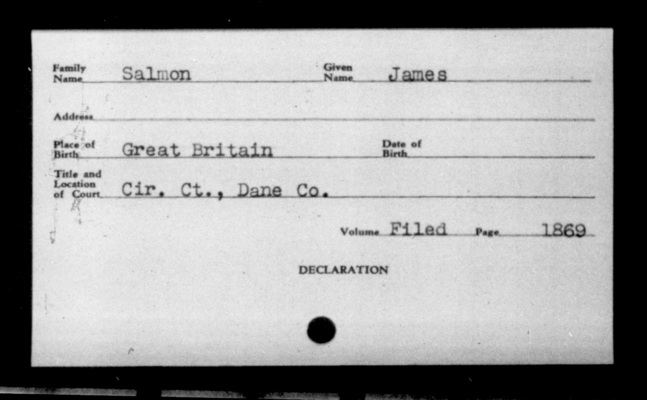 Family Name Salmon Given Name James
Address
Place of Birth Great Britain Date of Birth
Title and Location of Court Cir. Ct., Dane Co.
Volume Filed Page 1869
DECLARATION